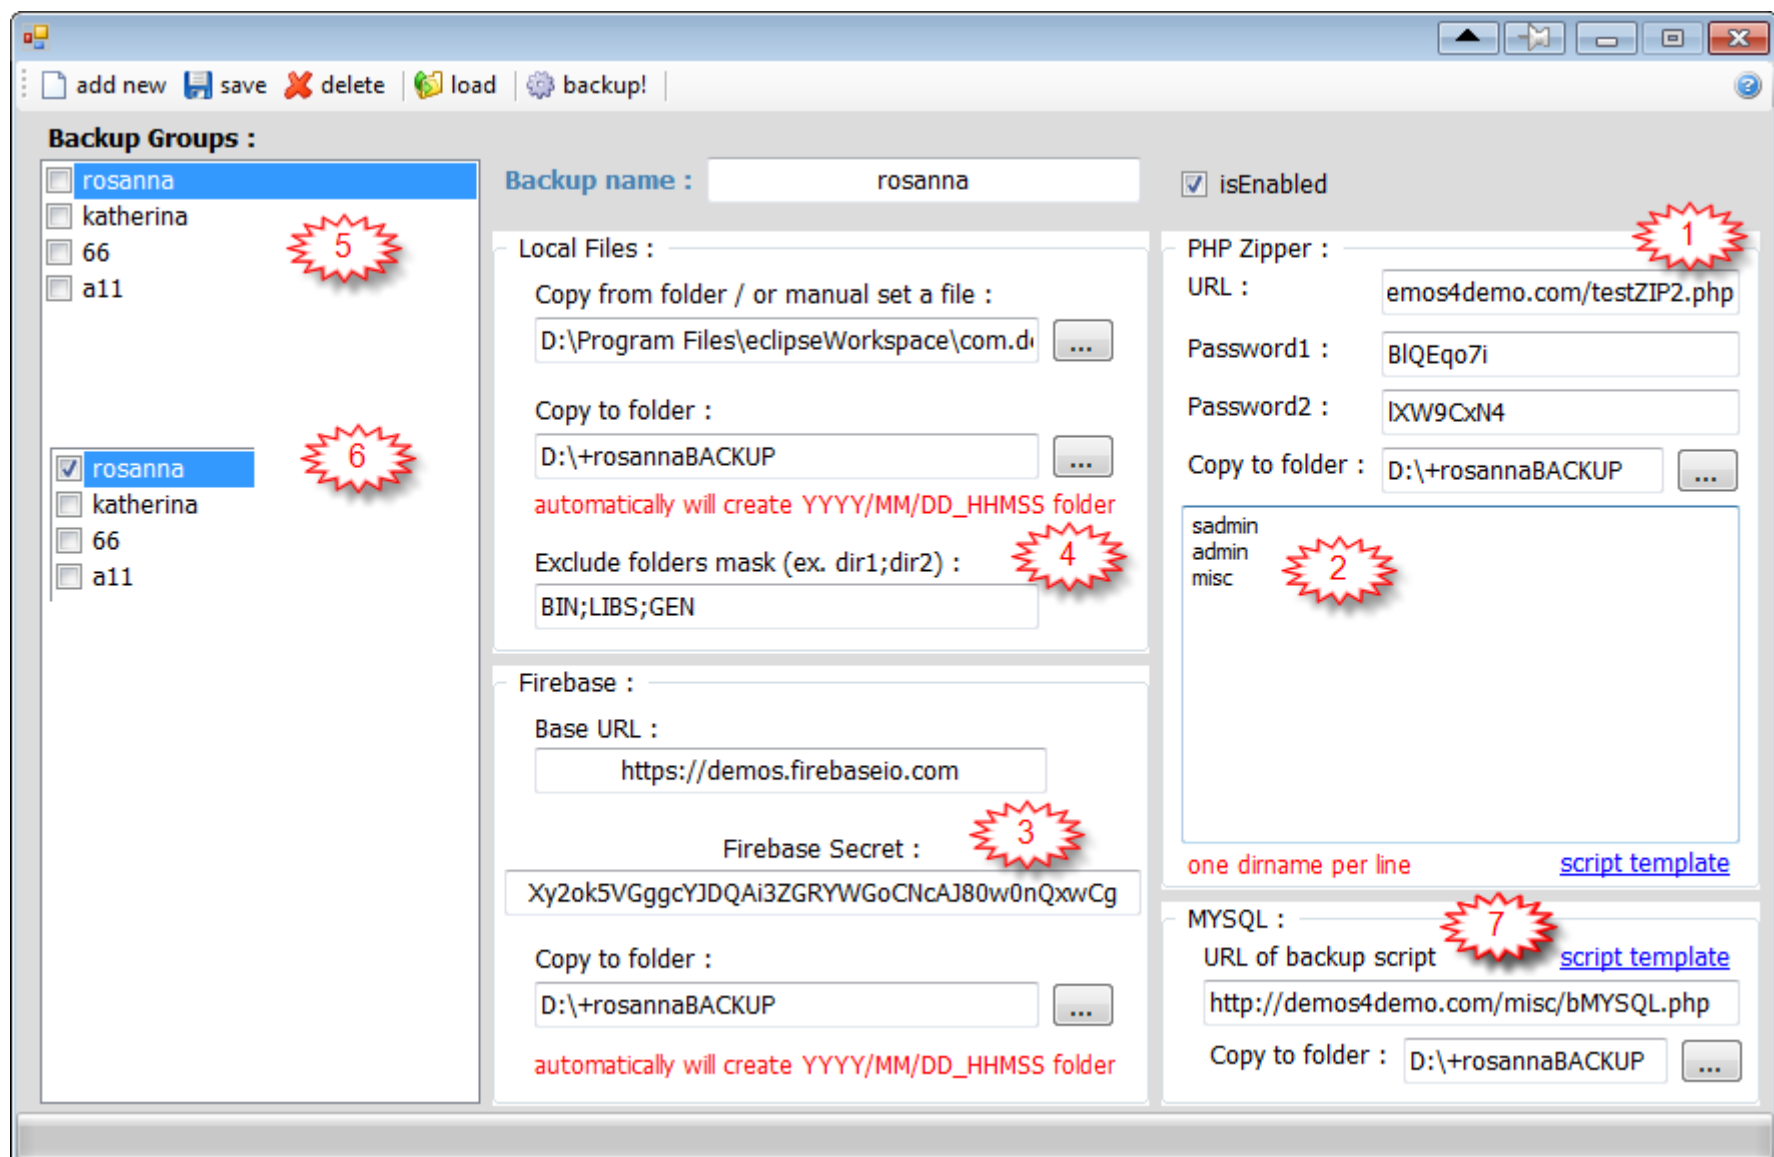 add new save delete load backup!
Backup Groups :
rosanna
katherina
66
a11
5
rosanna
katherina
66
a11
6
Backup name :
rosanna
isEnabled
Local Files :
Copy from folder / or manual set a file :
D:\Program Files\eclipseWorkspace\com.d
...
Copy to folder :
D:\+rosannaBACKUP
...
automatically will create YYYY/MM/DD_HHMSS folder
Exclude folders mask (ex. dir1;dir2) :
4
BIN;LIBS;GEN
Firebase :
Base URL :
https://demos.firebaseio.com
3
Firebase Secret :
Xy2ok5VGggcYJDQAi3ZGRYWGoCNcAJ80w0nQxwCg
Copy to folder :
D:\+rosannaBACKUP
...
automatically will create YYYY/MM/DD_HHMSS folder
PHP Zipper :
1
URL :
emos4demo.com/testZIP2.php
Password1 :
BlQEqo7i
Password2 :
lXW9CxN4
Copy to folder :
D:\+rosannaBACKUP
...
sadmin
admin
misc
2
one dirname per line
script template
MYSQL :
7
URL of backup script
script template
http://demos4demo.com/misc/bMYSQL.php
Copy to folder :
D:\+rosannaBACKUP
...